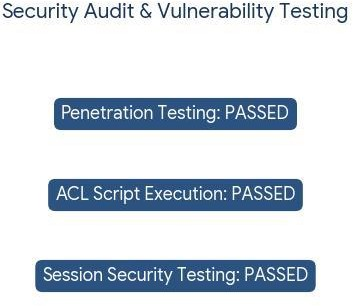 Security Audit & Vulnerability Testing
Penetration Testing: PASSED
ACL Script Execution: PASSED
Session Security Testing: PASSED